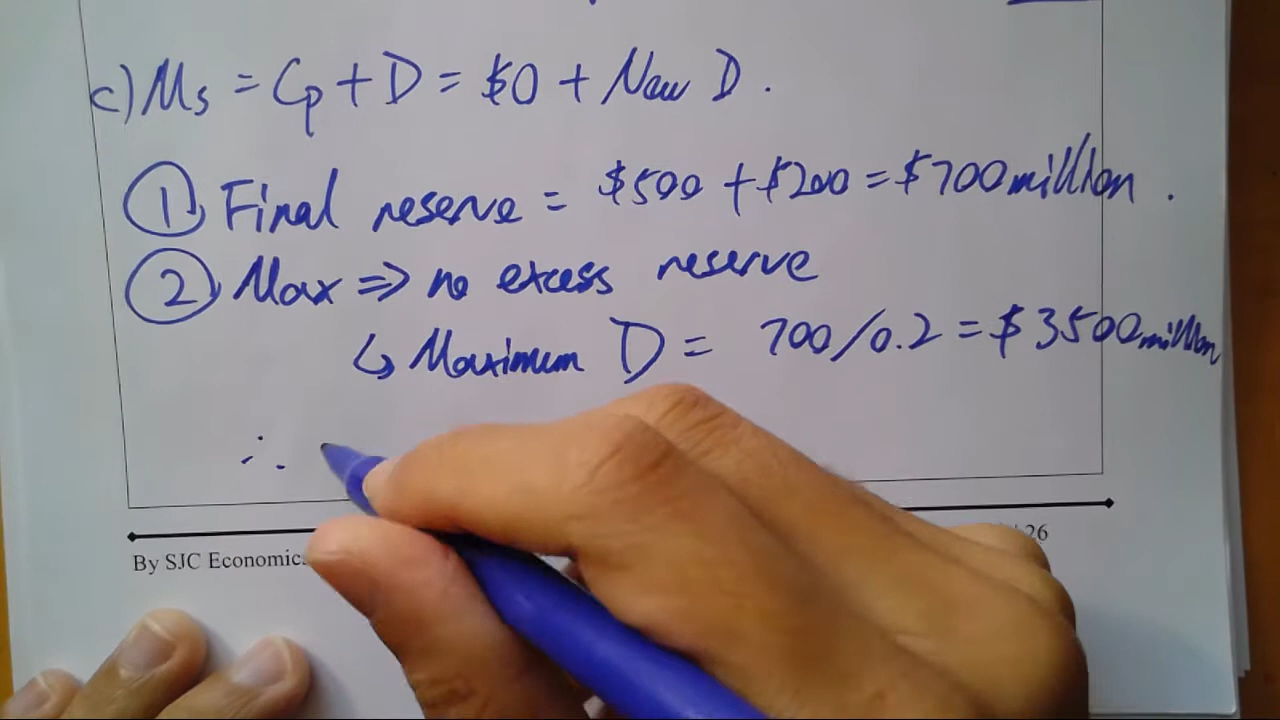 c) Ms = Cp + D = $0 + New D.
① Final reserve = $500 + $200 = $700 million.
② Max ⇒ no excess reserve
↳ Maximum D = 700/0.2 = $3500 million
∴
By SJC Economics 26